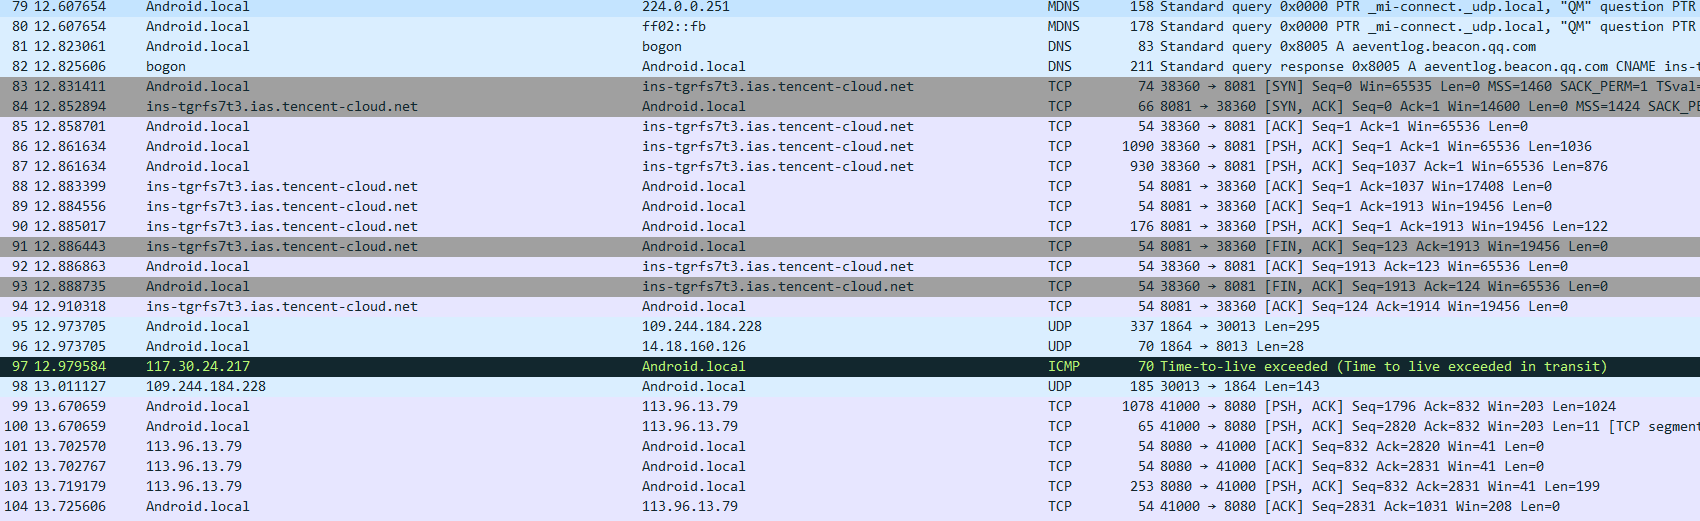 79 12.607654 Android.local 224.0.0.251 MDNS 158 Standard query 0x0000 PTR _mi-connect._udp.local, "QM" question PTR
80 12.607654 Android.local ff02::fb MDNS 178 Standard query 0x0000 PTR _mi-connect._udp.local, "QM" question PTR
81 12.823061 Android.local bogon DNS 83 Standard query 0x8005 A aeventlog.beacon.qq.com
82 12.825606 bogon Android.local DNS 211 Standard query response 0x8005 A aeventlog.beacon.qq.com CNAME ins-t
83 12.831411 Android.local ins-tgrfs7t3.ias.tencent-cloud.net TCP 74 38360 → 8081 [SYN] Seq=0 Win=65535 Len=0 MSS=1460 SACK_PERM=1 TSval=
84 12.852894 ins-tgrfs7t3.ias.tencent-cloud.net Android.local TCP 66 8081 → 38360 [SYN, ACK] Seq=0 Ack=1 Win=14600 Len=0 MSS=1424 SACK_PE
85 12.858701 Android.local ins-tgrfs7t3.ias.tencent-cloud.net TCP 54 38360 → 8081 [ACK] Seq=1 Ack=1 Win=65536 Len=0
86 12.861634 Android.local ins-tgrfs7t3.ias.tencent-cloud.net TCP 1090 38360 → 8081 [PSH, ACK] Seq=1 Ack=1 Win=65536 Len=1036
87 12.861634 Android.local ins-tgrfs7t3.ias.tencent-cloud.net TCP 930 38360 → 8081 [PSH, ACK] Seq=1037 Ack=1 Win=65536 Len=876
88 12.883399 ins-tgrfs7t3.ias.tencent-cloud.net Android.local TCP 54 8081 → 38360 [ACK] Seq=1 Ack=1037 Win=17408 Len=0
89 12.884556 ins-tgrfs7t3.ias.tencent-cloud.net Android.local TCP 54 8081 → 38360 [ACK] Seq=1 Ack=1913 Win=19456 Len=0
90 12.885017 ins-tgrfs7t3.ias.tencent-cloud.net Android.local TCP 176 8081 → 38360 [PSH, ACK] Seq=1 Ack=1913 Win=19456 Len=122
91 12.886443 ins-tgrfs7t3.ias.tencent-cloud.net Android.local TCP 54 8081 → 38360 [FIN, ACK] Seq=123 Ack=1913 Win=19456 Len=0
92 12.886863 Android.local ins-tgrfs7t3.ias.tencent-cloud.net TCP 54 38360 → 8081 [ACK] Seq=1913 Ack=123 Win=65536 Len=0
93 12.888735 Android.local ins-tgrfs7t3.ias.tencent-cloud.net TCP 54 38360 → 8081 [FIN, ACK] Seq=1913 Ack=124 Win=65536 Len=0
94 12.910318 ins-tgrfs7t3.ias.tencent-cloud.net Android.local TCP 54 8081 → 38360 [ACK] Seq=124 Ack=1914 Win=19456 Len=0
95 12.973705 Android.local 109.244.184.228 UDP 337 1864 → 30013 Len=295
96 12.973705 Android.local 14.18.160.126 UDP 70 1864 → 8013 Len=28
97 12.979584 117.30.24.217 Android.local ICMP 70 Time-to-live exceeded (Time to live exceeded in transit)
98 13.011127 109.244.184.228 Android.local UDP 185 30013 → 1864 Len=143
99 13.670659 Android.local 113.96.13.79 TCP 1078 41000 → 8080 [PSH, ACK] Seq=1796 Ack=832 Win=203 Len=1024
100 13.670659 Android.local 113.96.13.79 TCP 65 41000 → 8080 [PSH, ACK] Seq=2820 Ack=832 Win=203 Len=11 [TCP segment
101 13.702570 113.96.13.79 Android.local TCP 54 8080 → 41000 [ACK] Seq=832 Ack=2820 Win=41 Len=0
102 13.702767 113.96.13.79 Android.local TCP 54 8080 → 41000 [ACK] Seq=832 Ack=2831 Win=41 Len=0
103 13.719179 113.96.13.79 Android.local TCP 253 8080 → 41000 [PSH, ACK] Seq=832 Ack=2831 Win=41 Len=199
104 13.725606 Android.local 113.96.13.79 TCP 54 41000 → 8080 [ACK] Seq=2831 Ack=1031 Win=208 Len=0